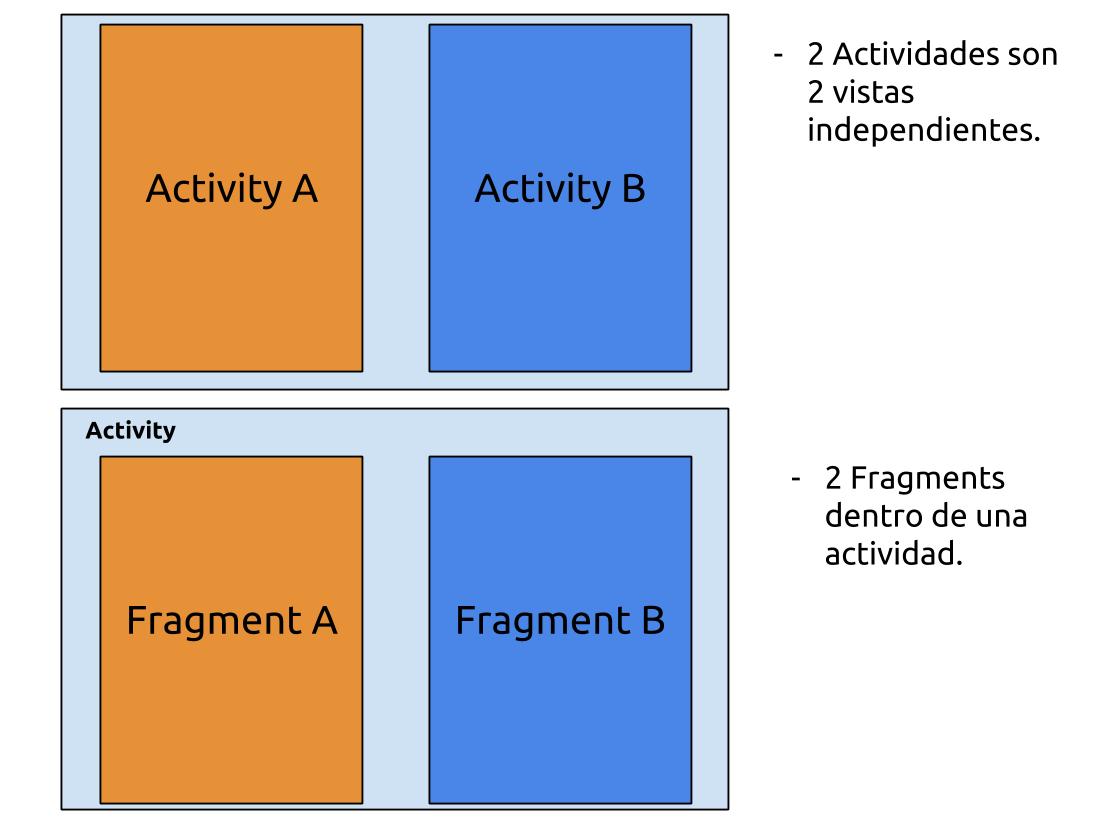 Activity A
Activity B
- 2 Actividades son
2 vistas
independientes.
Activity
Fragment A
Fragment B
- 2 Fragments
dentro de una
actividad.